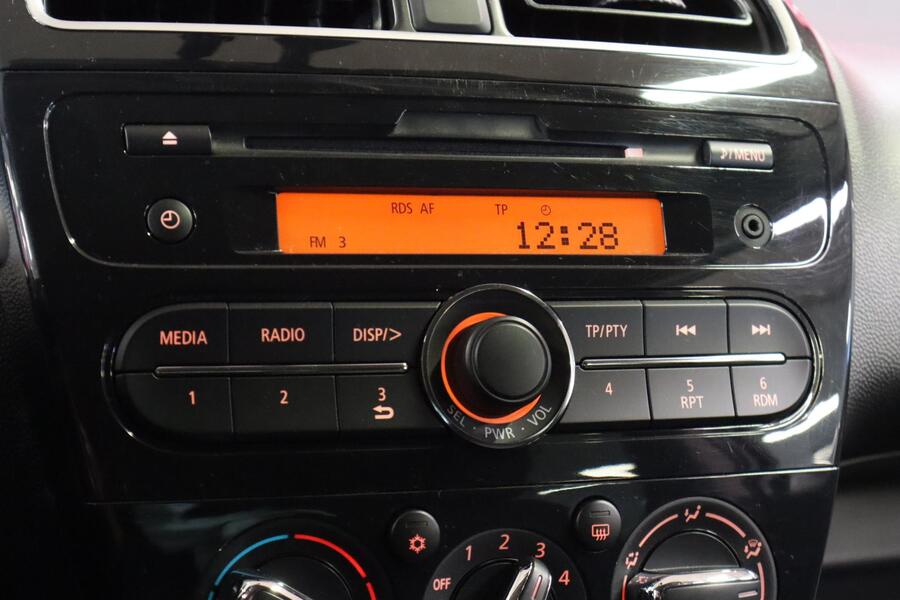 ♪/MENU
RDS AF TP
FM 3 12:28
MEDIA RADIO DISP/> TP/PTY
1 2 3 4 5 6
RPT RDM
SEL · PWR · VOL
OFF 1 2 3 4